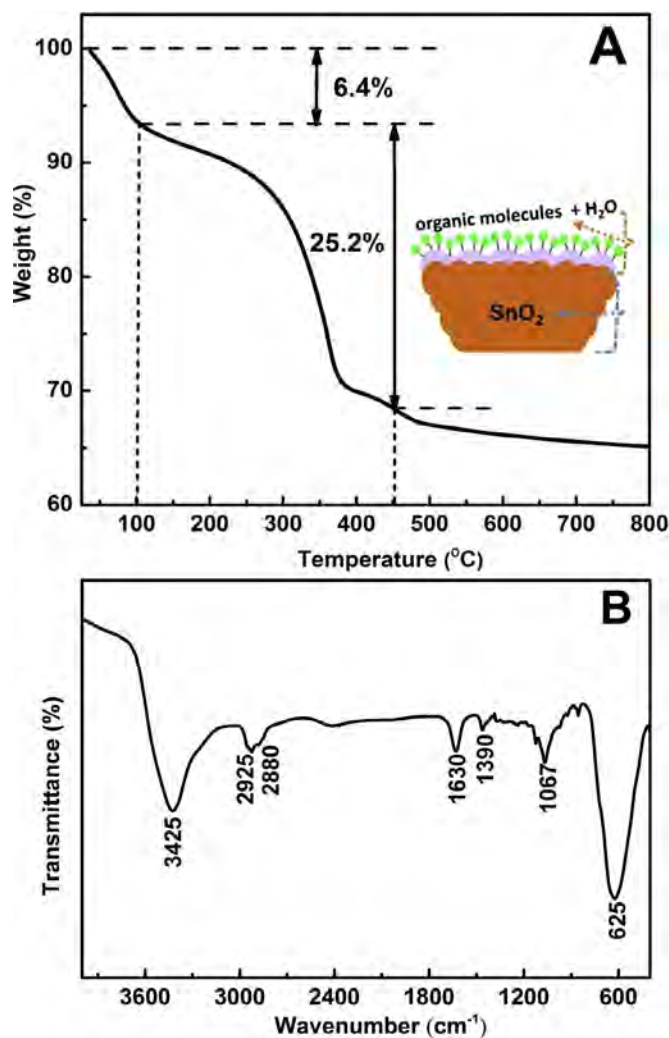 A
100
90
80
70
60
Weight (%)
6.4%
25.2%
organic molecules + H₂O
SnO₂
100 200 300 400 500 600 700 800
Temperature (°C)
B
Transmittance (%)
3425
2925
2880
1630
1390
1067
625
3600 3000 2400 1800 1200 600
Wavenumber (cm⁻¹)